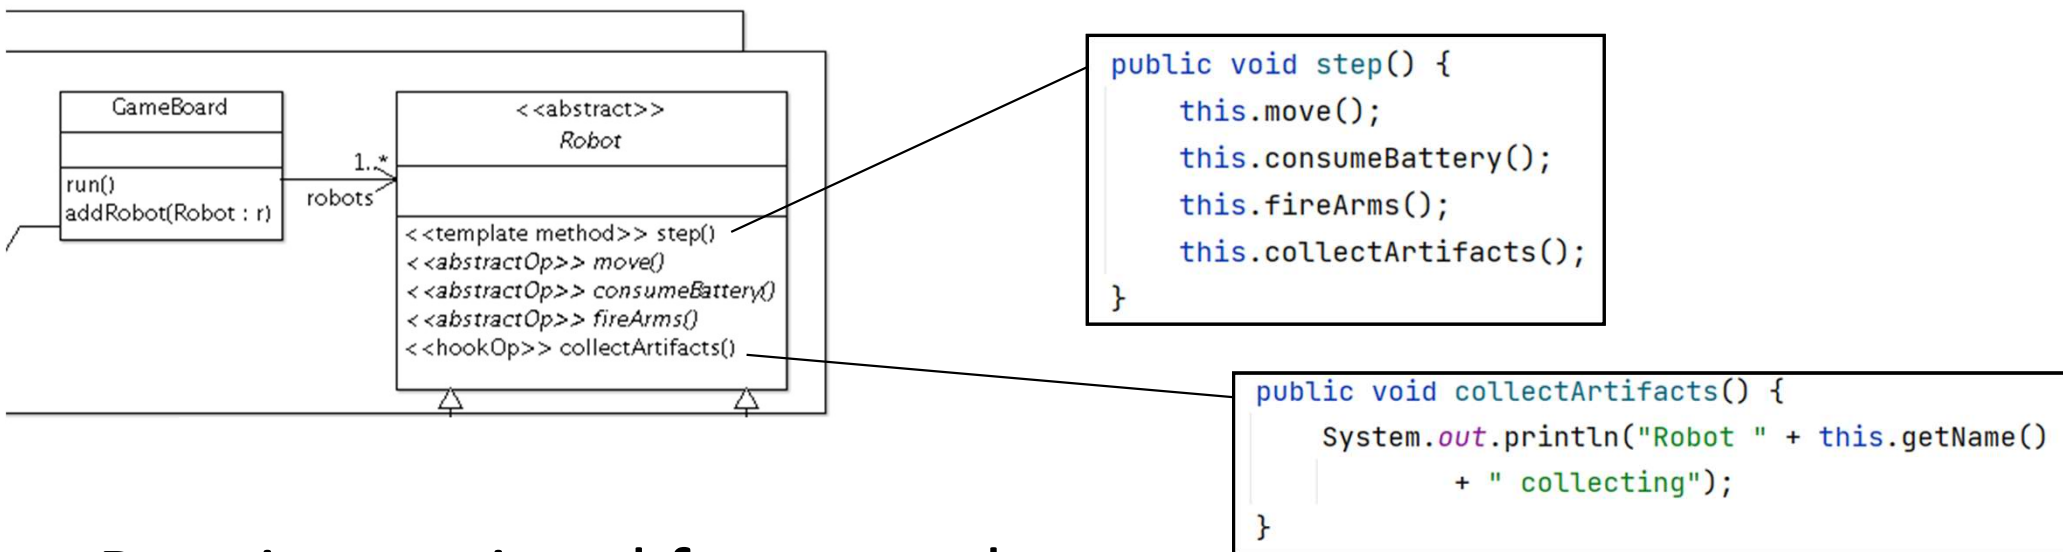 GameBoard
run()
addRobot(Robot : r)
1..*
robots
<<abstract>>
Robot
<<template method>> step()
<<abstractOp>> move()
<<abstractOp>> consumeBattery()
<<abstractOp>> fireArms()
<<hookOp>> collectArtifacts()
public void step() {
this.move();
this.consumeBattery();
this.fireArms();
this.collectArtifacts();
}
public void collectArtifacts() {
System.out.println("Robot " + this.getName()
+ " collecting");
}